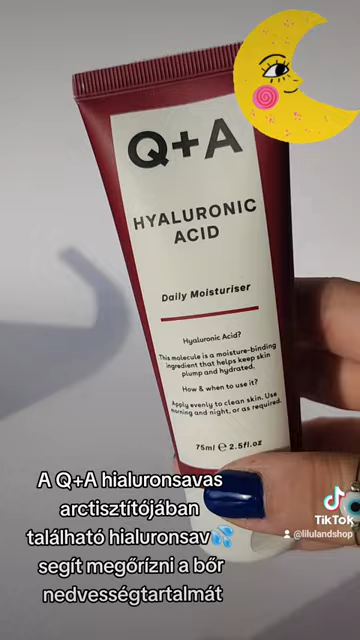 Q+A
HYALURONIC
ACID
Daily Moisturiser
Hyaluronic Acid?
This molecule is a moisture-binding
ingredient that helps keep skin
plump and hydrated.
How & when to use it?
Apply evenly to clean skin. Use
morning and night, or as required.
75ml e 2.5fl.oz
A Q+A hialuronsavas
arctisztítójában
található hialuronsav💦
segít megőrízni a bőr
nedvességtartalmát
TikTok
@lilulandshop